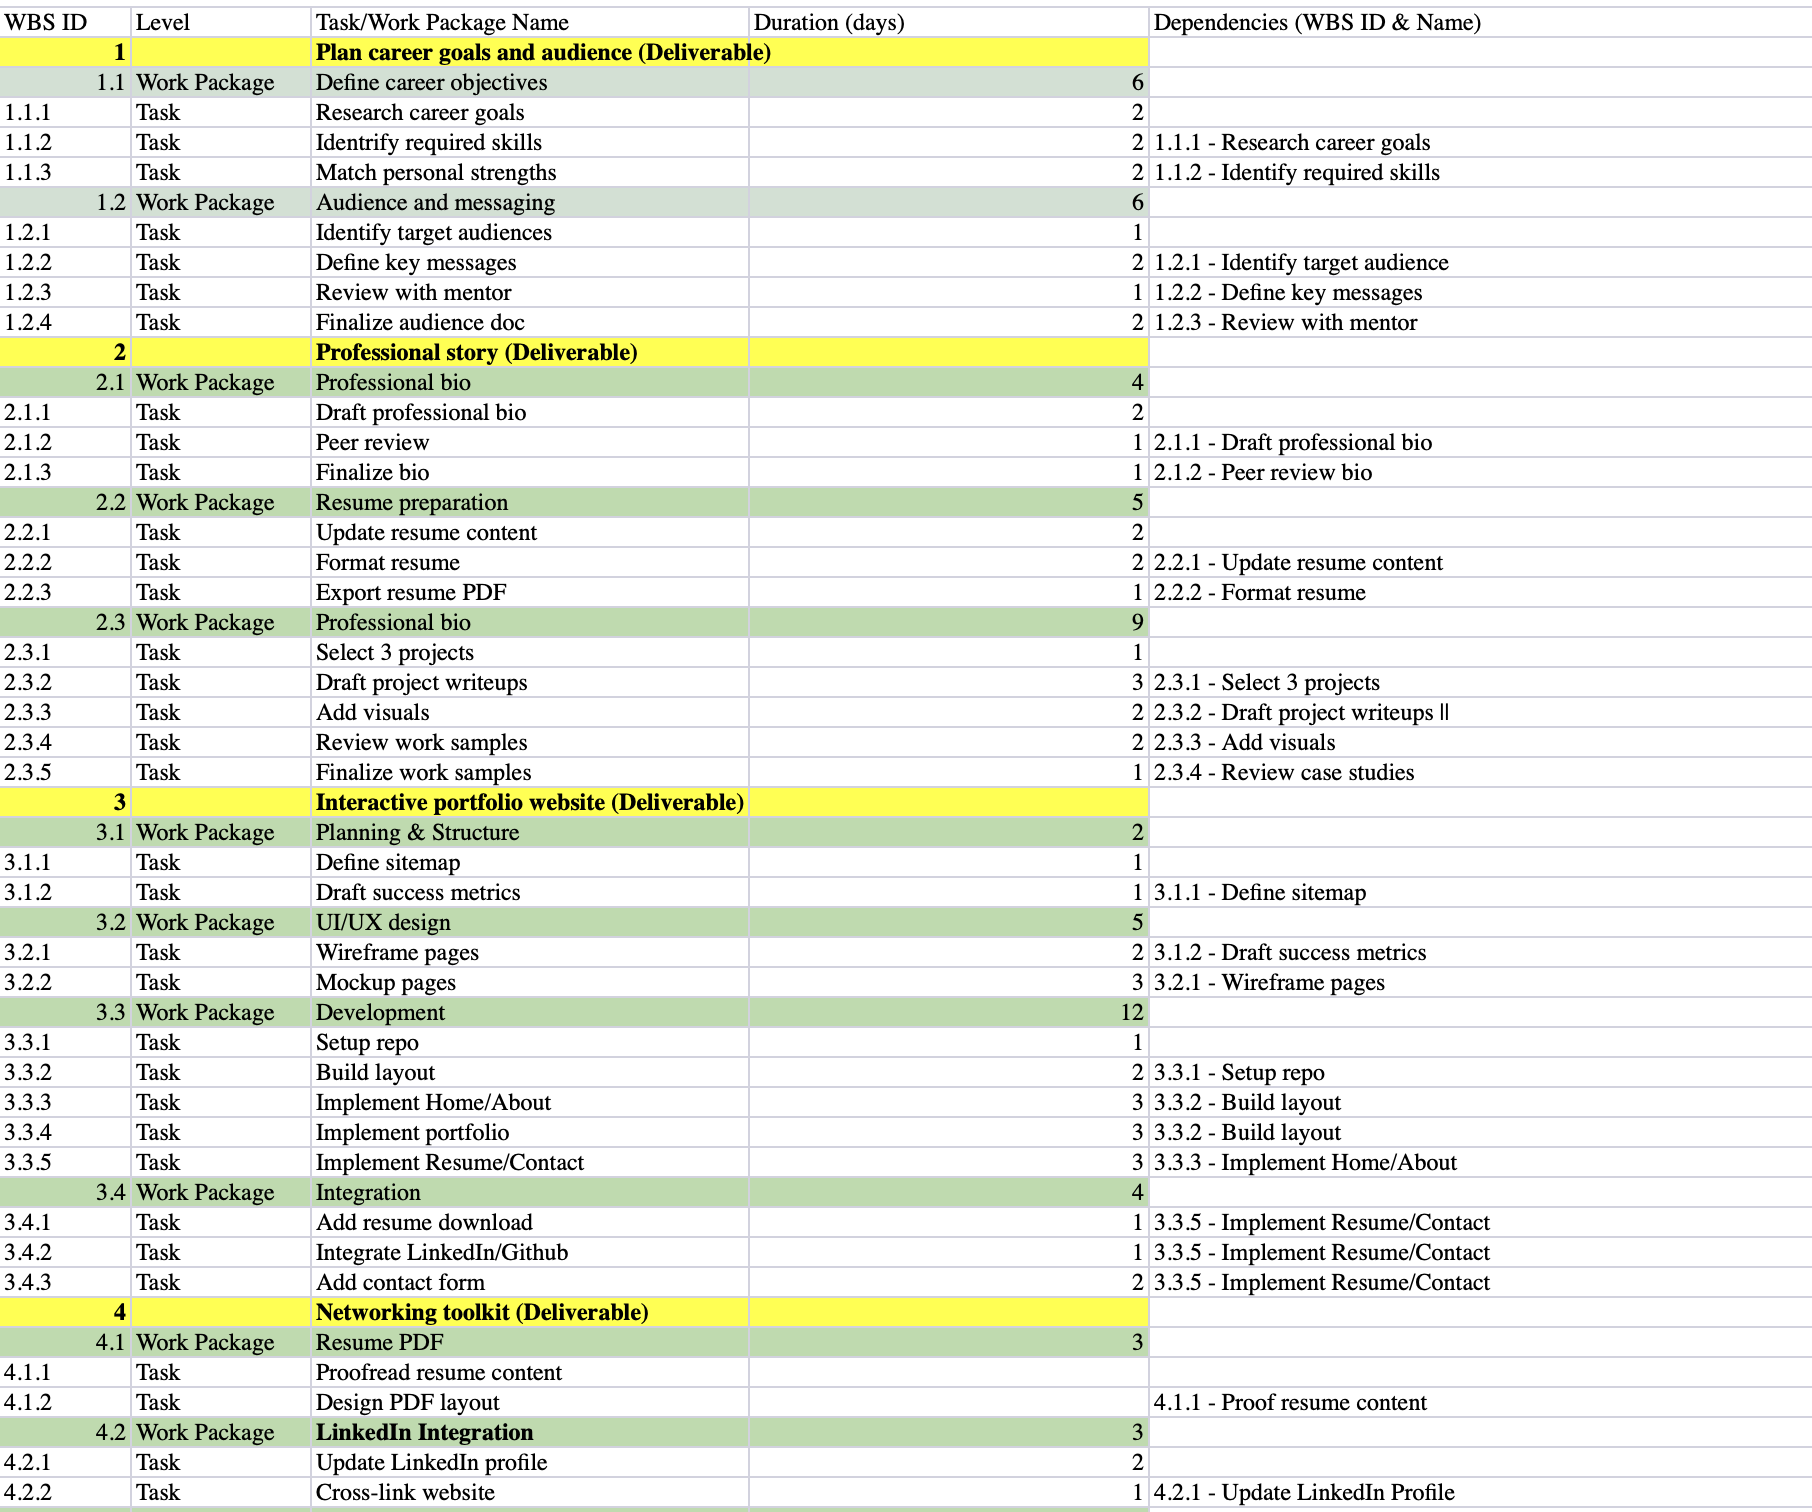 WBS ID Level Task/Work Package Name Duration (days) Dependencies (WBS ID & Name)
1 Plan career goals and audience (Deliverable)
1.1 Work Package Define career objectives 6
1.1.1 Task Research career goals 2
1.1.2 Task Identrify required skills 2 1.1.1 - Research career goals
1.1.3 Task Match personal strengths 2 1.1.2 - Identify required skills
1.2 Work Package Audience and messaging 6
1.2.1 Task Identify target audiences 1
1.2.2 Task Define key messages 2 1.2.1 - Identify target audience
1.2.3 Task Review with mentor 1 1.2.2 - Define key messages
1.2.4 Task Finalize audience doc 2 1.2.3 - Review with mentor
2 Professional story (Deliverable)
2.1 Work Package Professional bio 4
2.1.1 Task Draft professional bio 2
2.1.2 Task Peer review 1 2.1.1 - Draft professional bio
2.1.3 Task Finalize bio 1 2.1.2 - Peer review bio
2.2 Work Package Resume preparation 5
2.2.1 Task Update resume content 2
2.2.2 Task Format resume 2 2.2.1 - Update resume content
2.2.3 Task Export resume PDF 1 2.2.2 - Format resume
2.3 Work Package Professional bio 9
2.3.1 Task Select 3 projects 1
2.3.2 Task Draft project writeups 3 2.3.1 - Select 3 projects
2.3.3 Task Add visuals 2 2.3.2 - Draft project writeups ||
2.3.4 Task Review work samples 2 2.3.3 - Add visuals
2.3.5 Task Finalize work samples 1 2.3.4 - Review case studies
3 Interactive portfolio website (Deliverable)
3.1 Work Package Planning & Structure 2
3.1.1 Task Define sitemap 1
3.1.2 Task Draft success metrics 1 3.1.1 - Define sitemap
3.2 Work Package UI/UX design 5
3.2.1 Task Wireframe pages 2 3.1.2 - Draft success metrics
3.2.2 Task Mockup pages 3 3.2.1 - Wireframe pages
3.3 Work Package Development 12
3.3.1 Task Setup repo 1
3.3.2 Task Build layout 2 3.3.1 - Setup repo
3.3.3 Task Implement Home/About 3 3.3.2 - Build layout
3.3.4 Task Implement portfolio 3 3.3.2 - Build layout
3.3.5 Task Implement Resume/Contact 3 3.3.3 - Implement Home/About
3.4 Work Package Integration 4
3.4.1 Task Add resume download 1 3.3.5 - Implement Resume/Contact
3.4.2 Task Integrate LinkedIn/Github 1 3.3.5 - Implement Resume/Contact
3.4.3 Task Add contact form 2 3.3.5 - Implement Resume/Contact
4 Networking toolkit (Deliverable)
4.1 Work Package Resume PDF 3
4.1.1 Task Proofread resume content
4.1.2 Task Design PDF layout 4.1.1 - Proof resume content
4.2 Work Package LinkedIn Integration 3
4.2.1 Task Update LinkedIn profile 2
4.2.2 Task Cross-link website 1 4.2.1 - Update LinkedIn Profile